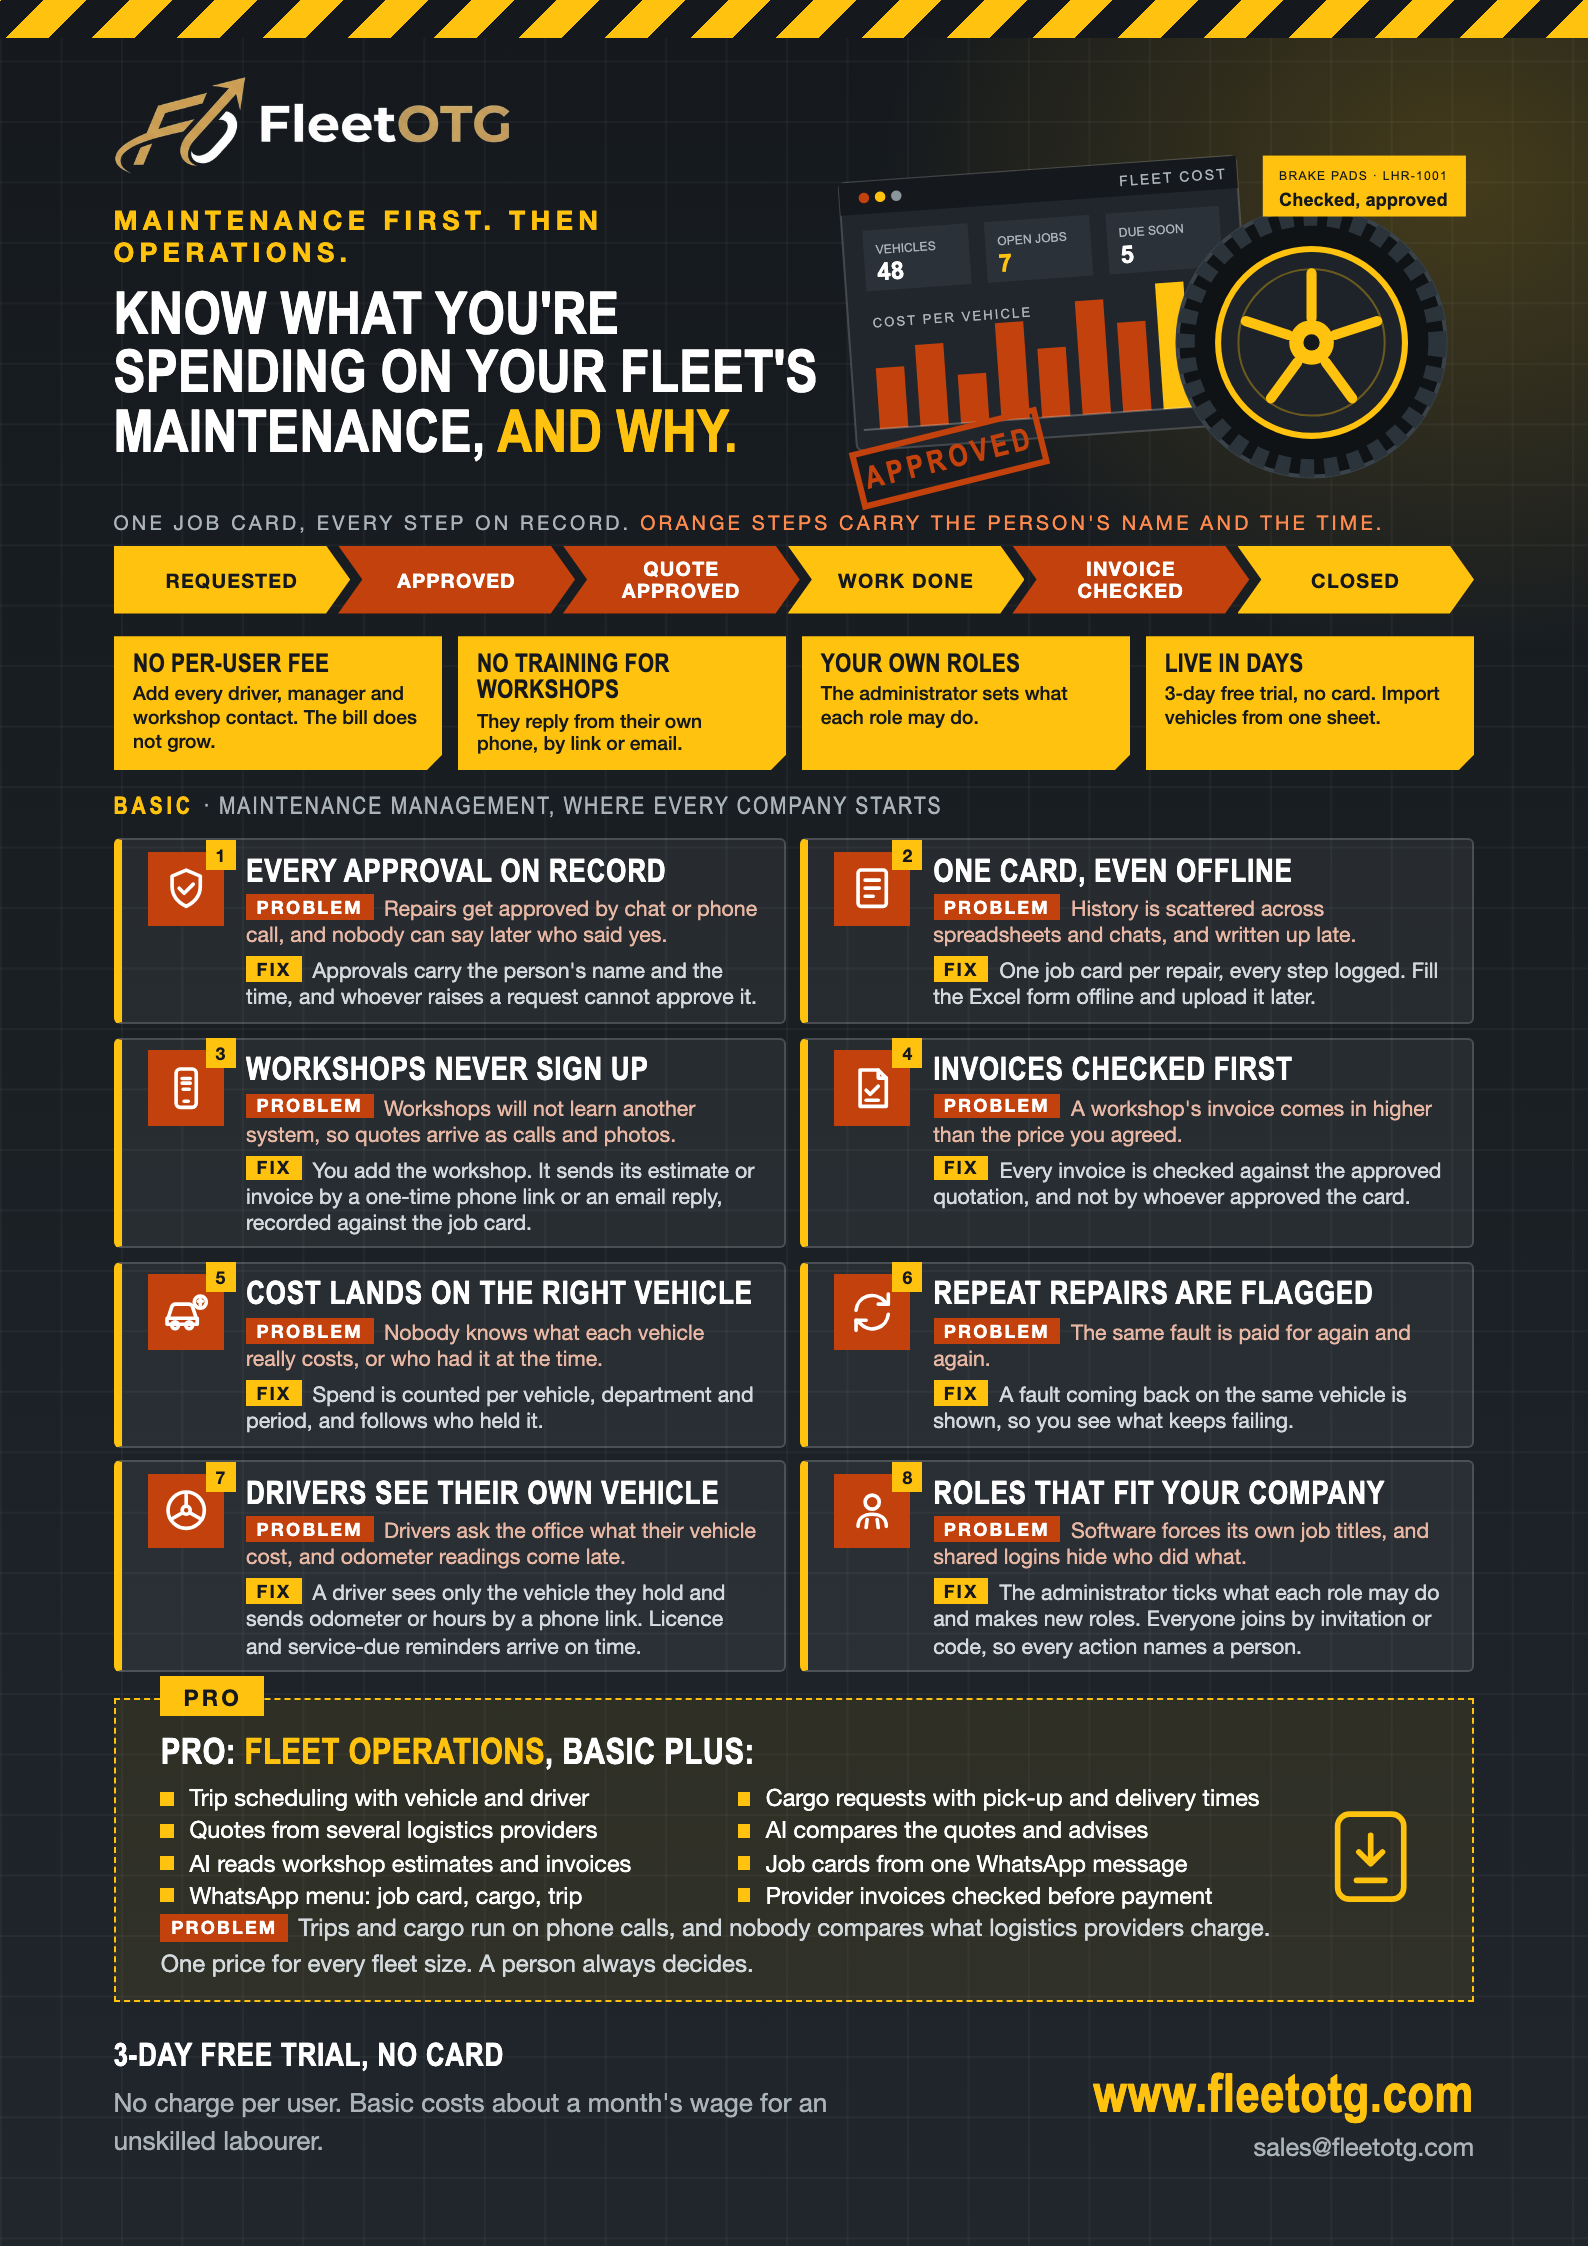 FleetOTG
MAINTENANCE FIRST. THEN
OPERATIONS.
KNOW WHAT YOU'RE
SPENDING ON YOUR FLEET'S
MAINTENANCE, AND WHY.
FLEET COST
VEHICLES
48
OPEN JOBS
7
DUE SOON
5
COST PER VEHICLE
APPROVED
BRAKE PADS · LHR-1001
Checked, approved
ONE JOB CARD, EVERY STEP ON RECORD. ORANGE STEPS CARRY THE PERSON'S NAME AND THE TIME.
REQUESTED
APPROVED
QUOTE
APPROVED
WORK DONE
INVOICE
CHECKED
CLOSED
NO PER-USER FEE
Add every driver, manager and
workshop contact. The bill does
not grow.
NO TRAINING FOR
WORKSHOPS
They reply from their own
phone, by link or email.
YOUR OWN ROLES
The administrator sets what
each role may do.
LIVE IN DAYS
3-day free trial, no card. Import
vehicles from one sheet.
BASIC · MAINTENANCE MANAGEMENT, WHERE EVERY COMPANY STARTS
1
EVERY APPROVAL ON RECORD
PROBLEM Repairs get approved by chat or phone
call, and nobody can say later who said yes.
FIX Approvals carry the person's name and the
time, and whoever raises a request cannot approve it.
2
ONE CARD, EVEN OFFLINE
PROBLEM History is scattered across
spreadsheets and chats, and written up late.
FIX One job card per repair, every step logged. Fill
the Excel form offline and upload it later.
3
WORKSHOPS NEVER SIGN UP
PROBLEM Workshops will not learn another
system, so quotes arrive as calls and photos.
FIX You add the workshop. It sends its estimate or
invoice by a one-time phone link or an email reply,
recorded against the job card.
4
INVOICES CHECKED FIRST
PROBLEM A workshop's invoice comes in higher
than the price you agreed.
FIX Every invoice is checked against the approved
quotation, and not by whoever approved the card.
5
COST LANDS ON THE RIGHT VEHICLE
PROBLEM Nobody knows what each vehicle
really costs, or who had it at the time.
FIX Spend is counted per vehicle, department and
period, and follows who held it.
6
REPEAT REPAIRS ARE FLAGGED
PROBLEM The same fault is paid for again and
again.
FIX A fault coming back on the same vehicle is
shown, so you see what keeps failing.
7
DRIVERS SEE THEIR OWN VEHICLE
PROBLEM Drivers ask the office what their vehicle
cost, and odometer readings come late.
FIX A driver sees only the vehicle they hold and
sends odometer or hours by a phone link. Licence
and service-due reminders arrive on time.
8
ROLES THAT FIT YOUR COMPANY
PROBLEM Software forces its own job titles, and
shared logins hide who did what.
FIX The administrator ticks what each role may do
and makes new roles. Everyone joins by invitation or
code, so every action names a person.
PRO
PRO: FLEET OPERATIONS, BASIC PLUS:
Trip scheduling with vehicle and driver
Cargo requests with pick-up and delivery times
Quotes from several logistics providers
AI compares the quotes and advises
AI reads workshop estimates and invoices
Job cards from one WhatsApp message
WhatsApp menu: job card, cargo, trip
Provider invoices checked before payment
PROBLEM Trips and cargo run on phone calls, and nobody compares what logistics providers charge.
One price for every fleet size. A person always decides.
3-DAY FREE TRIAL, NO CARD
No charge per user. Basic costs about a month's wage for an
unskilled labourer.
www.fleetotg.com
sales@fleetotg.com